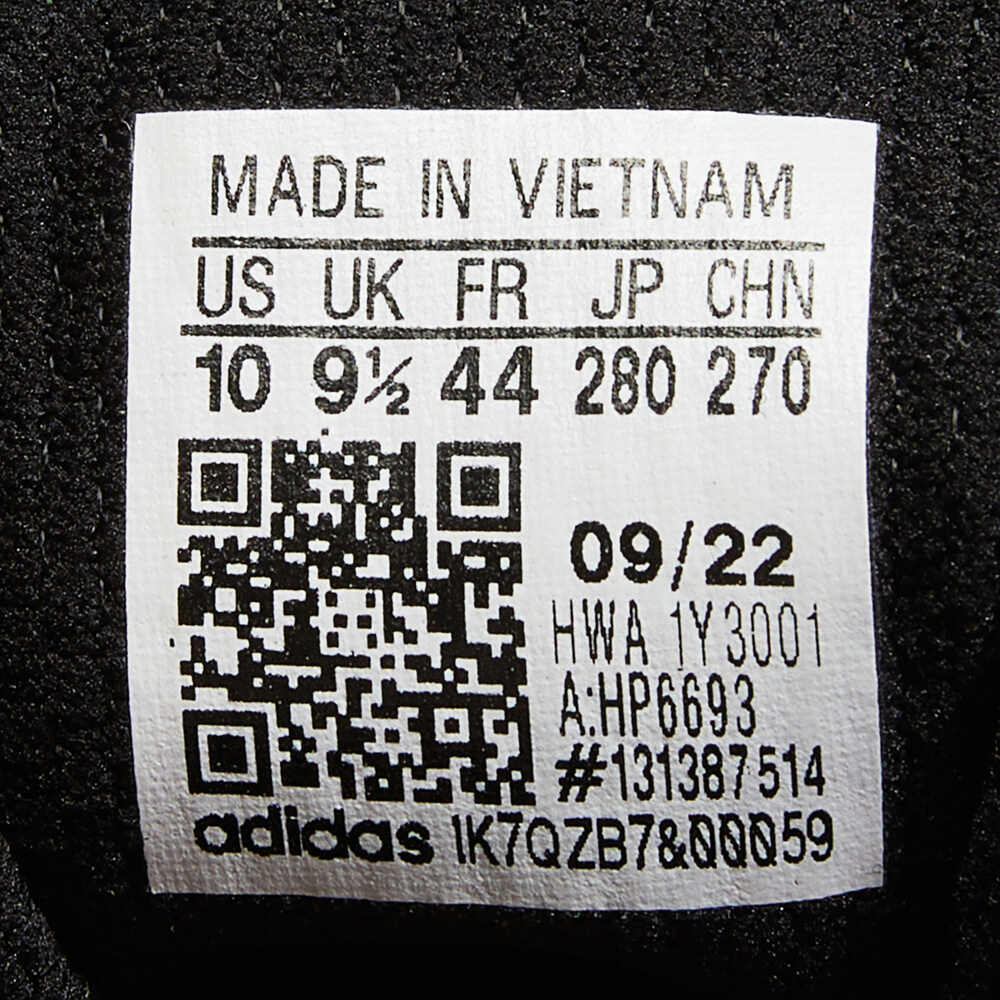 MADE IN VIETNAM
US UK FR JP CHN
10 9½ 44 280 270
09/22
HWA 1Y3001
A:HP6693
#131387514
adidas 1K7QZB7&00059